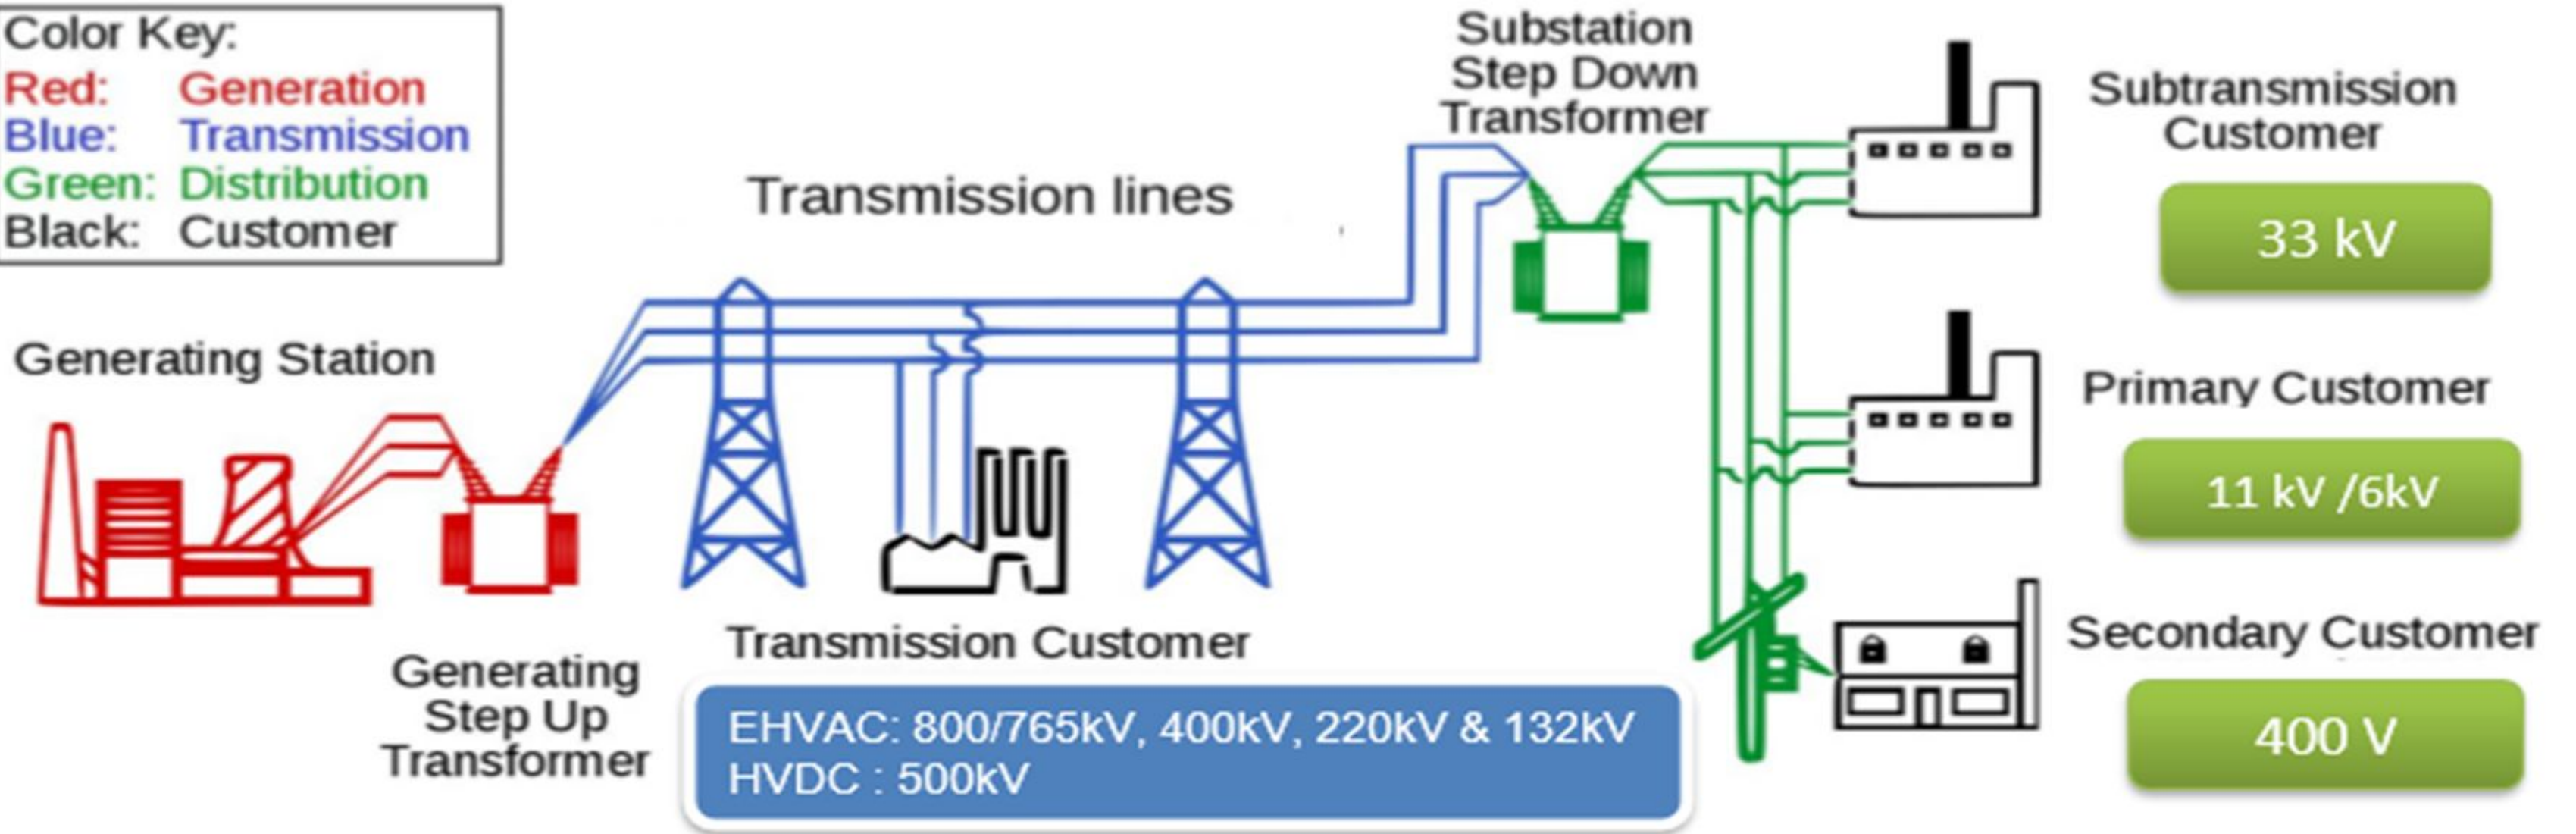 Color Key:
Red: Generation
Blue: Transmission
Green: Distribution
Black: Customer
Generating Station
Generating
Step Up
Transformer
Transmission lines
Transmission Customer
EHVAC: 800/765kV, 400kV, 220kV & 132kV
HVDC : 500kV
Substation
Step Down
Transformer
Subtransmission
Customer
33 kV
Primary Customer
11 kV /6kV
Secondary Customer
400 V